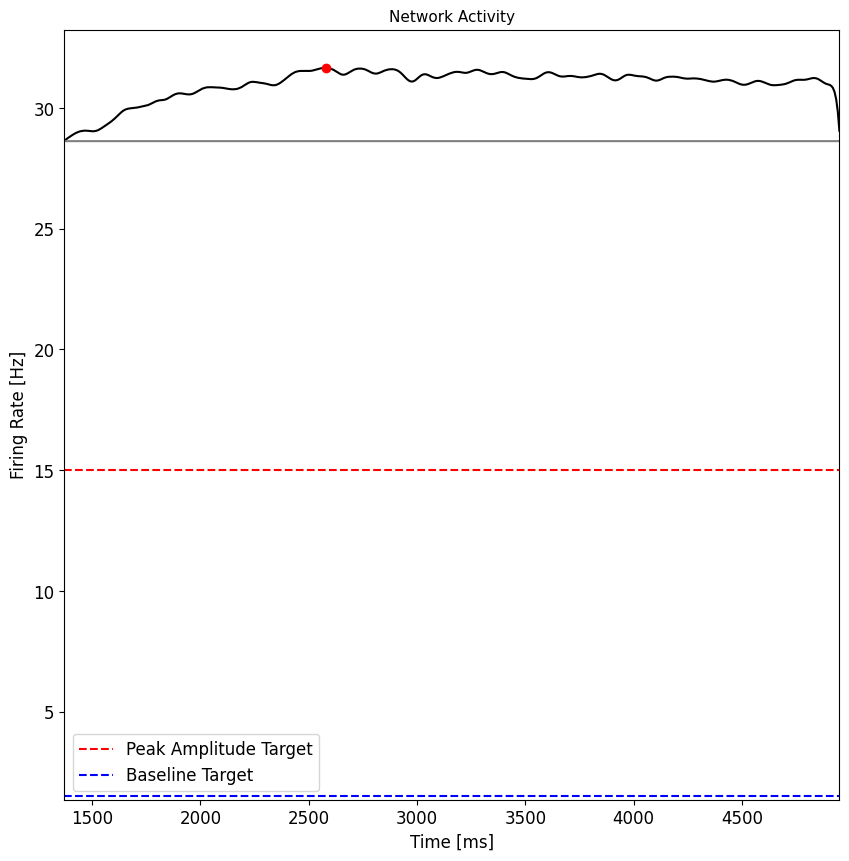 Network Activity
Firing Rate [Hz]
30
25
20
15
10
5
Peak Amplitude Target
Baseline Target
1500 2000 2500 3000 3500 4000 4500
Time [ms]